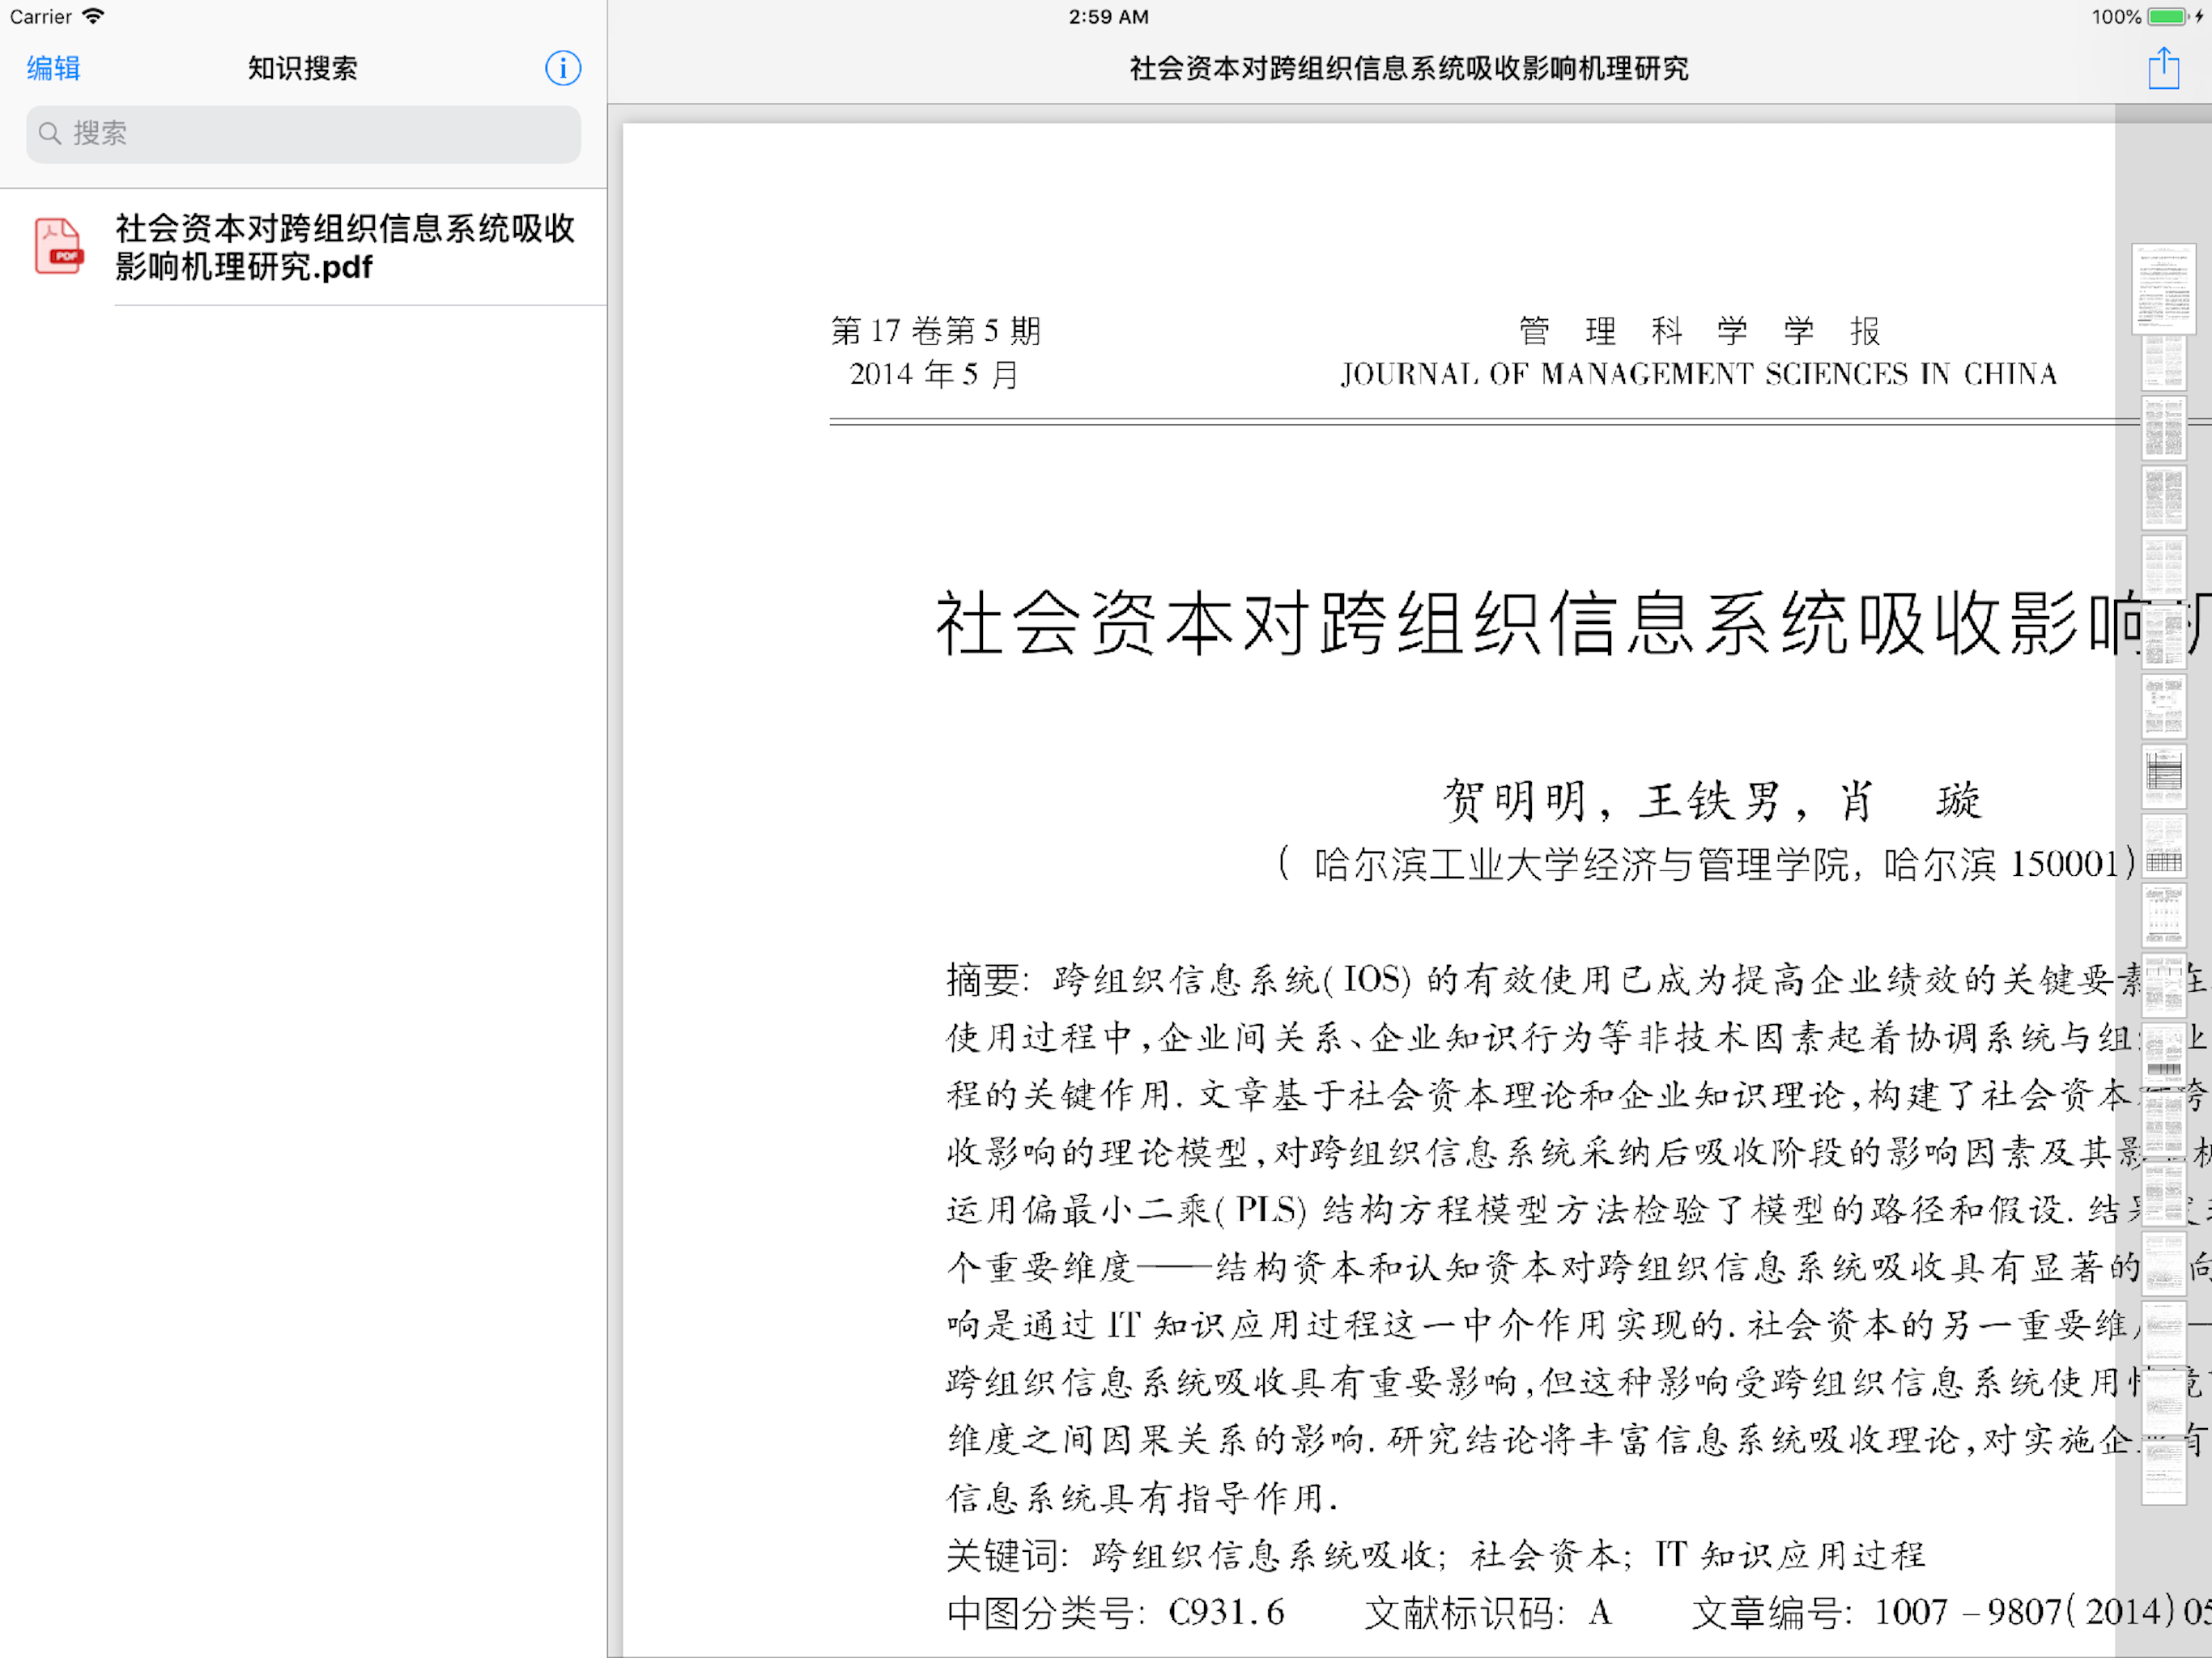 Carrier
2:59 AM
100%
编辑
知识搜索
搜索
社会资本对跨组织信息系统吸收
影响机理研究.pdf
社会资本对跨组织信息系统吸收影响机理研究
第 17 卷第 5 期
2014 年 5 月
管 理 科 学 学 报
JOURNAL OF MANAGEMENT SCIENCES IN CHINA
社会资本对跨组织信息系统吸收影响
贺明明, 王铁男, 肖 璇
( 哈尔滨工业大学经济与管理学院, 哈尔滨 150001)
摘要: 跨组织信息系统( IOS) 的有效使用已成为提高企业绩效的关键要素
使用过程中,企业间关系、企业知识行为等非技术因素起着协调系统与组
程的关键作用. 文章基于社会资本理论和企业知识理论,构建了社会资本
收影响的理论模型,对跨组织信息系统采纳后吸收阶段的影响因素及其影
运用偏最小二乘( PLS) 结构方程模型方法检验了模型的路径和假设. 结果
个重要维度——结构资本和认知资本对跨组织信息系统吸收具有显著的
响是通过 IT 知识应用过程这一中介作用实现的. 社会资本的另一重要维
跨组织信息系统吸收具有重要影响,但这种影响受跨组织信息系统使用
维度之间因果关系的影响. 研究结论将丰富信息系统吸收理论,对实施企
信息系统具有指导作用.
关键词: 跨组织信息系统吸收; 社会资本; IT 知识应用过程
中图分类号: C931. 6 文献标识码: A 文章编号: 1007 – 9807( 2014) 05